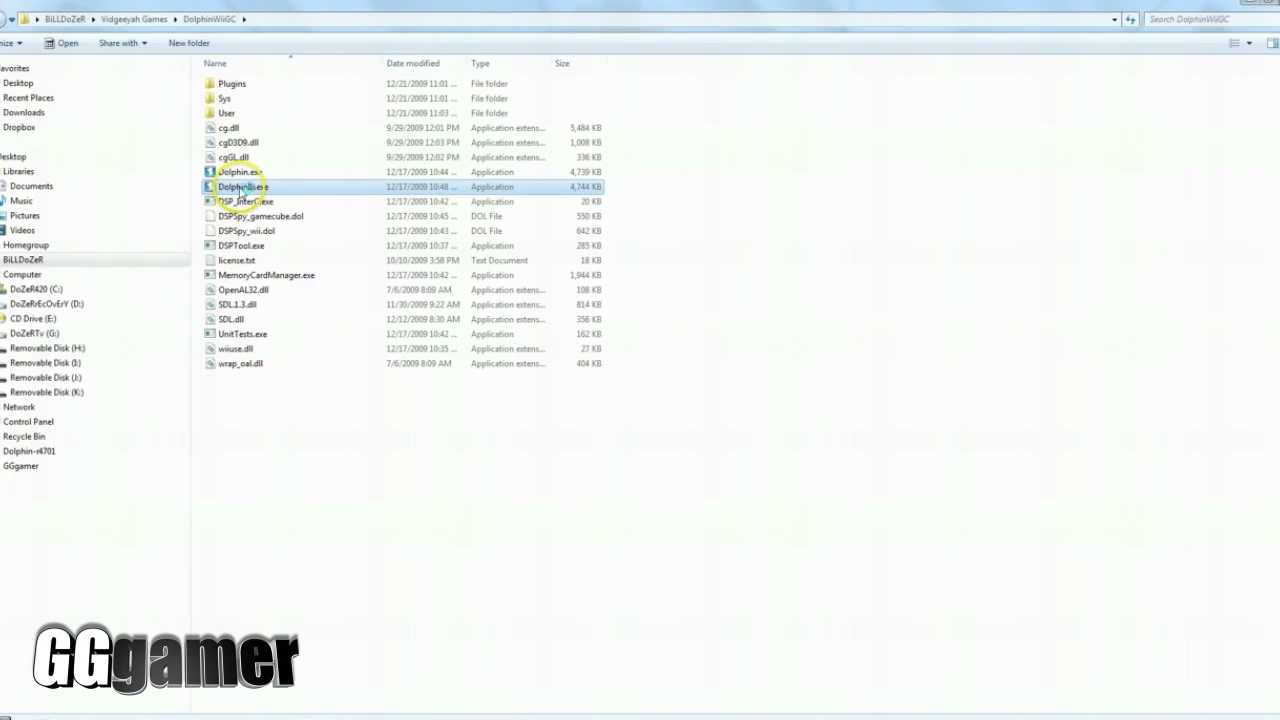 BiLLDoZeR ▸ Vidgeeyah Games ▸ DolphinWiiGC ▸ Search DolphinWiiGC
nize ▾ Open Share with ▾ New folder
Name Date modified Type Size
avorites
Desktop
Recent Places
Downloads
Dropbox
Desktop
Libraries
Documents
Music
Pictures
Videos
Homegroup
BiLLDoZeR
Computer
DoZeR420 (C:)
DoZeRrEcOvErY (D:)
CD Drive (E:)
DoZeRTv (G:)
Removable Disk (H:)
Removable Disk (I:)
Removable Disk (J:)
Removable Disk (K:)
Network
Control Panel
Recycle Bin
Dolphin-r4701
GGgamer
Plugins 12/21/2009 11:01 ... File folder
Sys 12/21/2009 11:01 ... File folder
User 12/21/2009 11:03 ... File folder
cg.dll 9/29/2009 12:01 PM Application extens... 5,484 KB
cgD3D9.dll 9/29/2009 12:03 PM Application extens... 1,008 KB
cgGL.dll 9/29/2009 12:02 PM Application extens... 336 KB
Dolphin.exe 12/17/2009 10:44 ... Application 4,739 KB
12/17/2009 10:48 ... Application 4,744 KB
12/17/2009 10:42 ... Application 20 KB
DSPSpy_gamecube.dol 10/10/2009 3:58 PM DOL File 550 KB
DSPSpy_wii.dol 12/17/2009 10:43 ... DOL File 642 KB
DSPTool.exe 12/17/2009 10:37 ... Application 285 KB
license.txt 10/10/2009 3:58 PM Text Document 18 KB
MemoryCardManager.exe 12/17/2009 10:42 ... Application 1,944 KB
OpenAL32.dll 7/6/2009 8:09 AM Application extens... 108 KB
SDL.1.3.dll 11/30/2009 9:22 AM Application extens... 814 KB
SDL.dll 12/12/2009 8:30 AM Application extens... 356 KB
UnitTests.exe 12/17/2009 10:42 ... Application 162 KB
wiiuse.dll 12/17/2009 10:35 ... Application extens... 27 KB
wrap_oal.dll 7/6/2009 8:09 AM Application extens... 404 KB
GGgamer